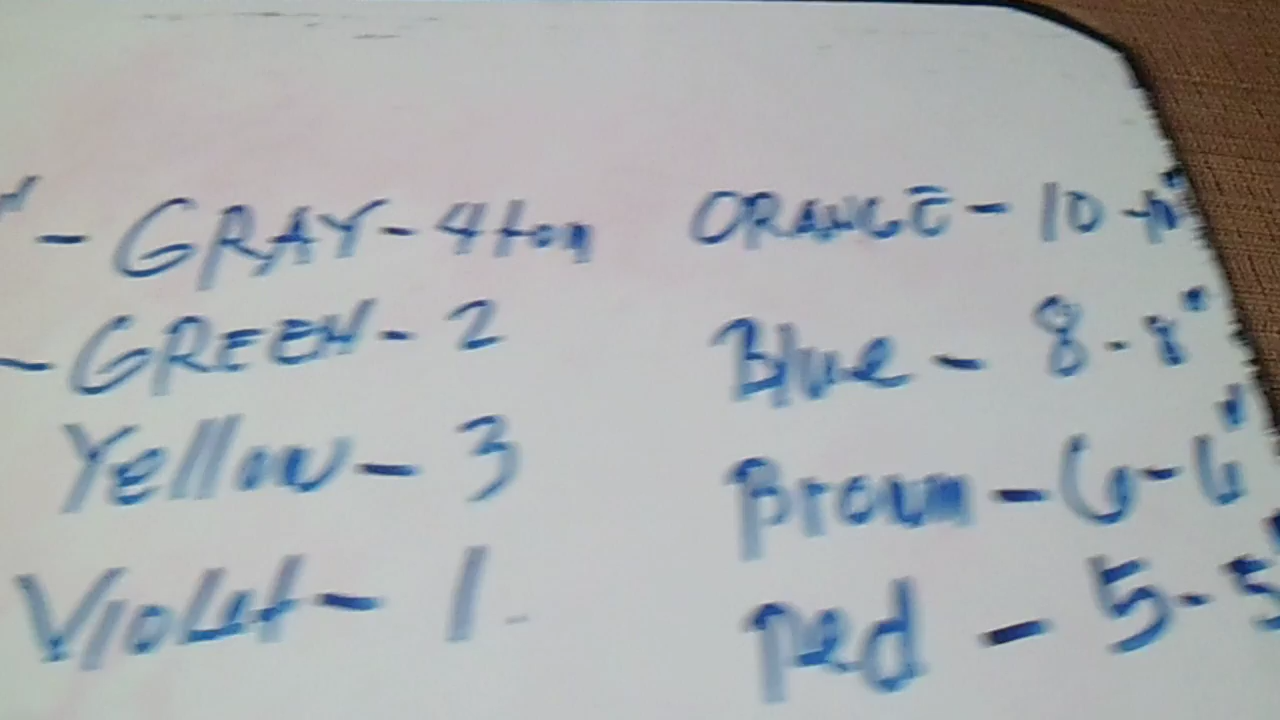 - GRAY - 4 ton
- GREEN - 2
Yellow - 3
Violet - 1
ORANGE - 10 -
Blue - 8 - 8"
Brown - 6 - 6"
Red - 5 - 5